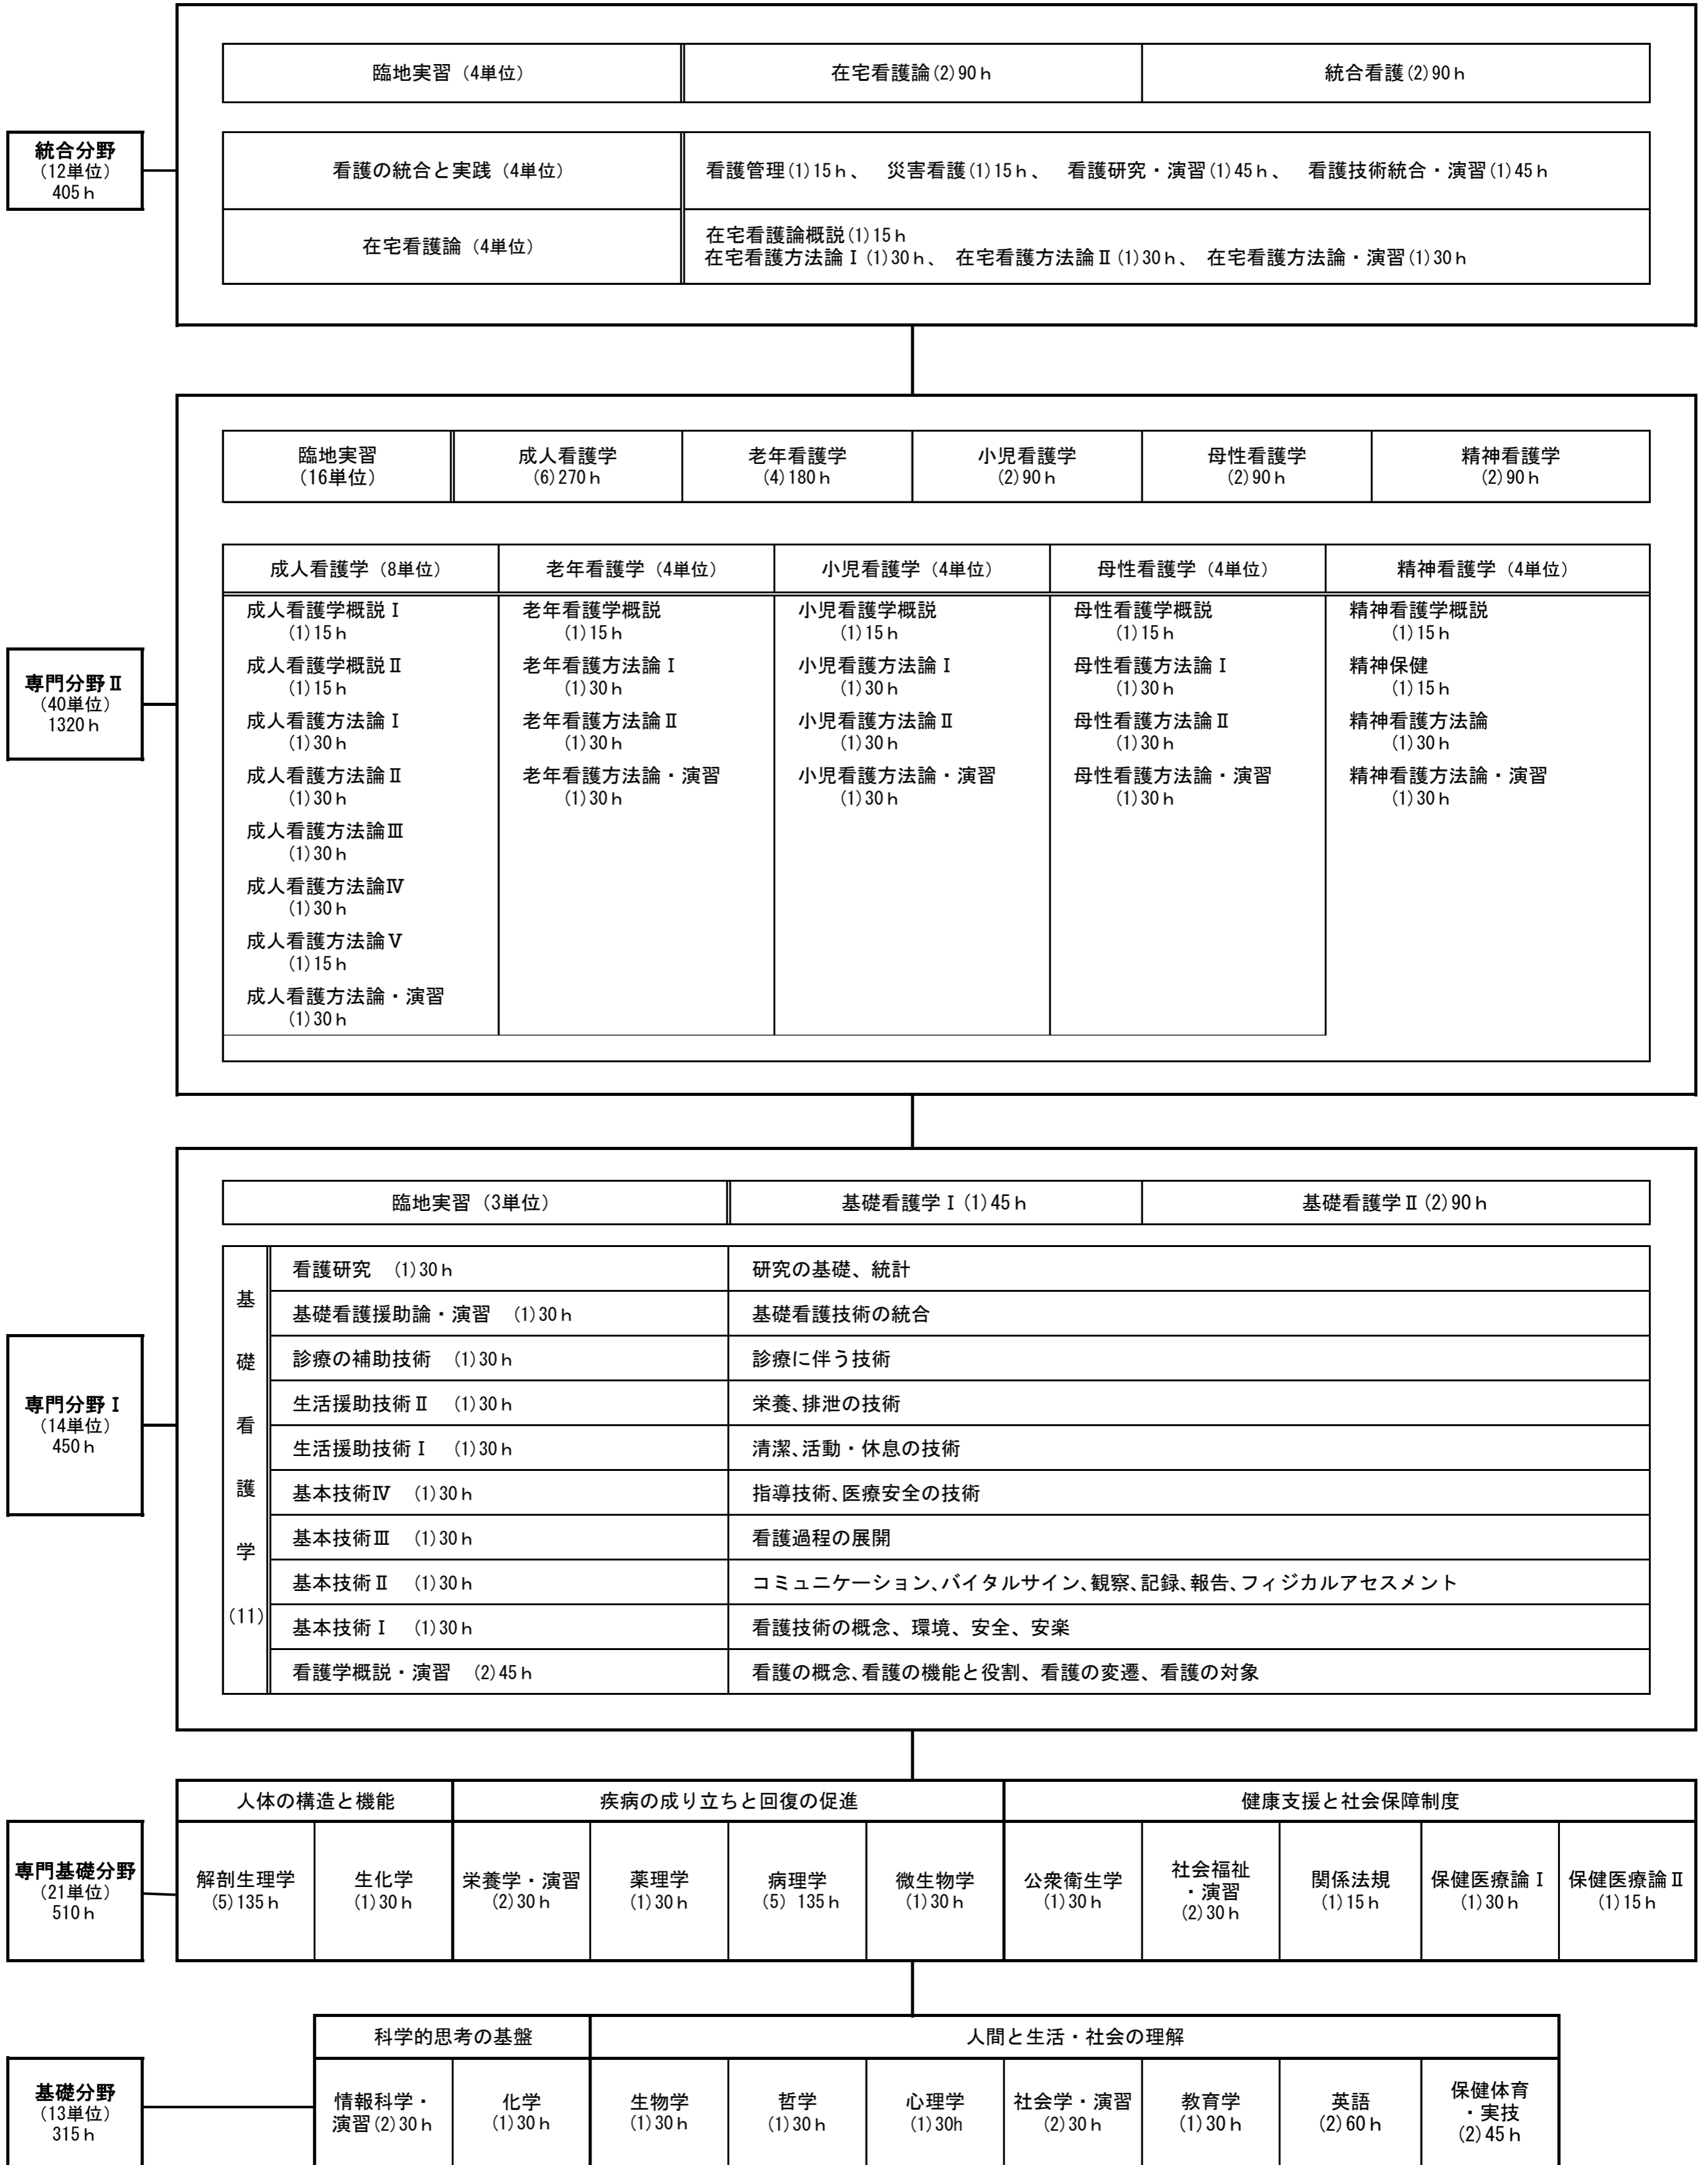 臨地実習（4単位）　在宅看護論(2)90ｈ　統合看護(2)90ｈ
統合分野
（12単位）
405ｈ
看護の統合と実践（4単位）　看護管理(1)15ｈ、　災害看護(1)15ｈ、　看護研究・演習(1)45ｈ、　看護技術統合・演習(1)45ｈ
在宅看護論（4単位）
在宅看護論概説(1)15ｈ
在宅看護方法論Ⅰ(1)30ｈ、　在宅看護方法論Ⅱ(1)30ｈ、　在宅看護方法論・演習(1)30ｈ
専門分野Ⅱ
（40単位）
1320ｈ
臨地実習
（16単位）
成人看護学
(6)270ｈ
老年看護学
(4)180ｈ
小児看護学
(2)90ｈ
母性看護学
(2)90ｈ
精神看護学
(2)90ｈ
成人看護学（8単位）
成人看護学概説Ⅰ
(1)15ｈ
成人看護学概説Ⅱ
(1)15ｈ
成人看護方法論Ⅰ
(1)30ｈ
成人看護方法論Ⅱ
(1)30ｈ
成人看護方法論Ⅲ
(1)30ｈ
成人看護方法論Ⅳ
(1)30ｈ
成人看護方法論Ⅴ
(1)15ｈ
成人看護方法論・演習
(1)30ｈ
老年看護学（4単位）
老年看護学概説
(1)15ｈ
老年看護方法論Ⅰ
(1)30ｈ
老年看護方法論Ⅱ
(1)30ｈ
老年看護方法論・演習
(1)30ｈ
小児看護学（4単位）
小児看護学概説
(1)15ｈ
小児看護方法論Ⅰ
(1)30ｈ
小児看護方法論Ⅱ
(1)30ｈ
小児看護方法論・演習
(1)30ｈ
母性看護学（4単位）
母性看護学概説
(1)15ｈ
母性看護方法論Ⅰ
(1)30ｈ
母性看護方法論Ⅱ
(1)30ｈ
母性看護方法論・演習
(1)30ｈ
精神看護学（4単位）
精神看護学概説
(1)15ｈ
精神保健
(1)15ｈ
精神看護方法論
(1)30ｈ
精神看護方法論・演習
(1)30ｈ
専門分野Ⅰ
（14単位）
450ｈ
臨地実習（3単位）　基礎看護学Ⅰ(1)45ｈ　基礎看護学Ⅱ(2)90ｈ
基礎看護学(11)
看護研究　(1)30ｈ　研究の基礎、統計
基礎看護援助論・演習　(1)30ｈ　基礎看護技術の統合
診療の補助技術　(1)30ｈ　診療に伴う技術
生活援助技術Ⅱ　(1)30ｈ　栄養、排泄の技術
生活援助技術Ⅰ　(1)30ｈ　清潔、活動・休息の技術
基本技術Ⅳ　(1)30ｈ　指導技術、医療安全の技術
基本技術Ⅲ　(1)30ｈ　看護過程の展開
基本技術Ⅱ　(1)30ｈ　コミュニケーション、バイタルサイン、観察、記録、報告、フィジカルアセスメント
基本技術Ⅰ　(1)30ｈ　看護技術の概念、環境、安全、安楽
看護学概説・演習　(2)45ｈ　看護の概念、看護の機能と役割、看護の変遷、看護の対象
専門基礎分野
（21単位）
510ｈ
人体の構造と機能　疾病の成り立ちと回復の促進　健康支援と社会保障制度
解剖生理学
(5)135ｈ
生化学
(1)30ｈ
栄養学・演習
(2)30ｈ
薬理学
(1)30ｈ
病理学
(5) 135ｈ
微生物学
(1)30ｈ
公衆衛生学
(1)30ｈ
社会福祉
・演習
(2)30ｈ
関係法規
(1)15ｈ
保健医療論Ⅰ
(1)30ｈ
保健医療論Ⅱ
(1)15ｈ
基礎分野
（13単位）
315ｈ
科学的思考の基盤　人間と生活・社会の理解
情報科学・
演習(2)30ｈ
化学
(1)30ｈ
生物学
(1)30ｈ
哲学
(1)30ｈ
心理学
(1)30h
社会学・演習
(2)30ｈ
教育学
(1)30ｈ
英語
(2)60ｈ
保健体育
・実技
(2)45ｈ